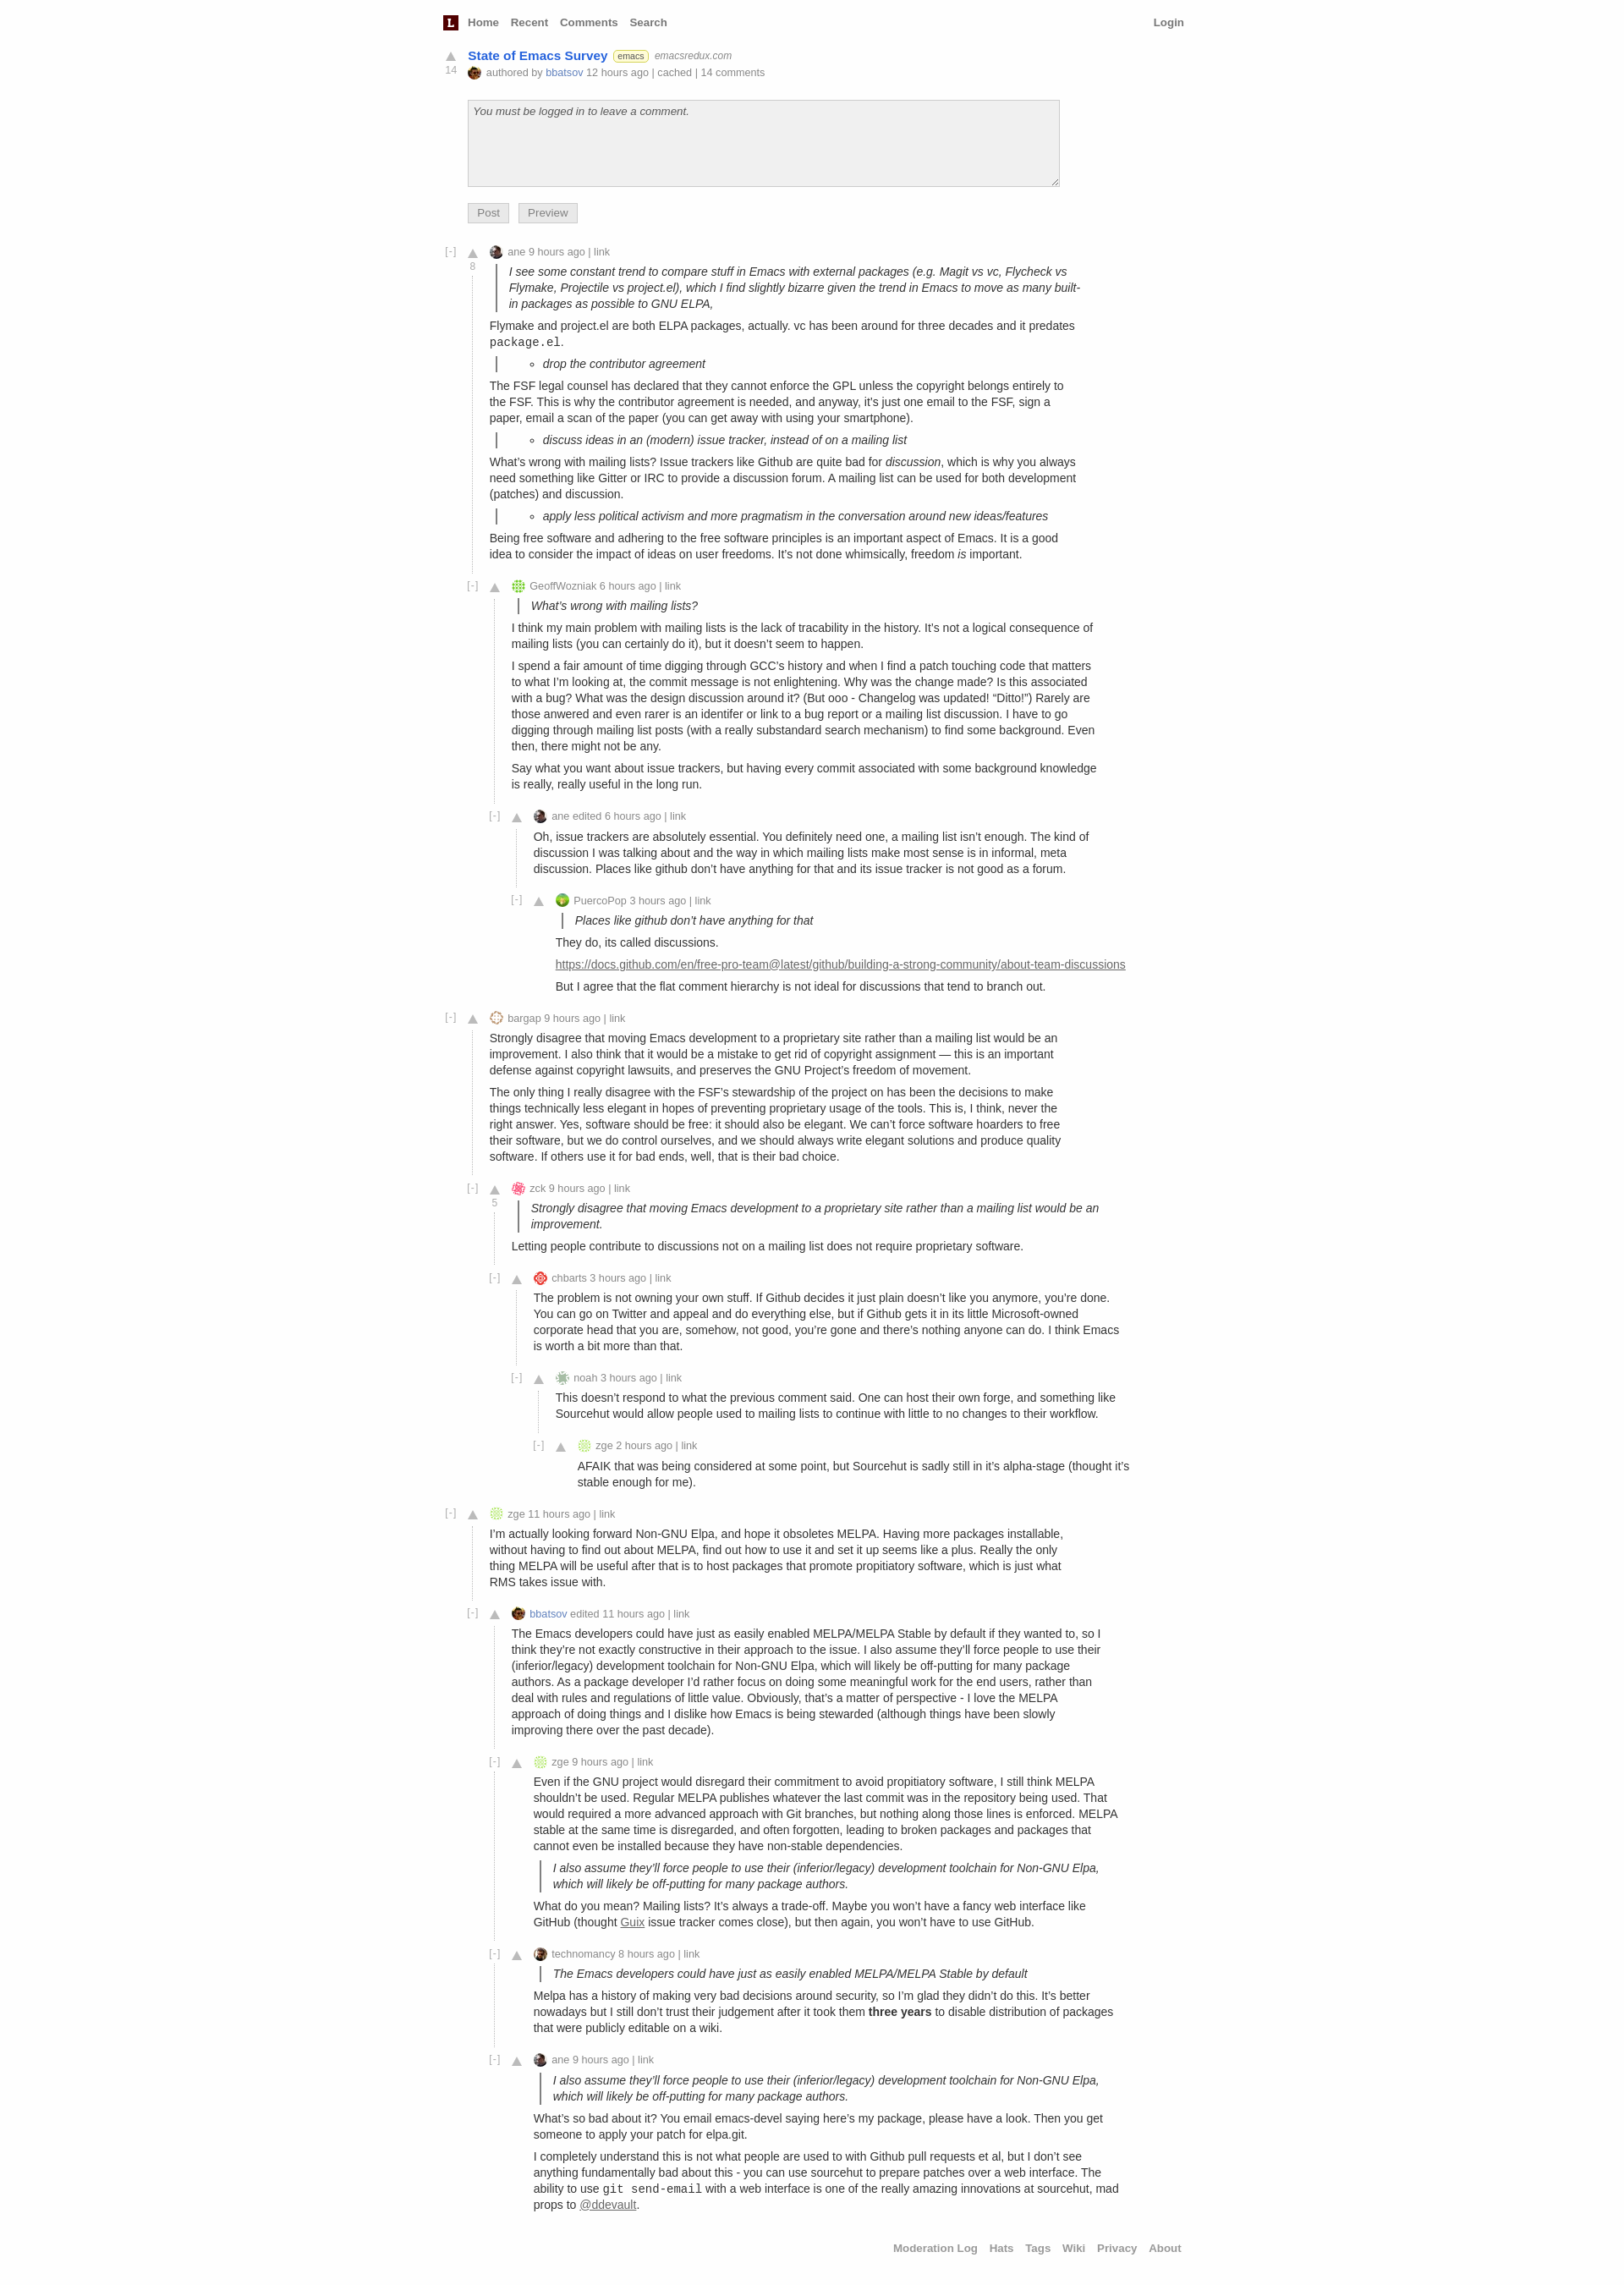 L Home Recent Comments Search Login
State of Emacs Survey emacs emacsredux.com
14 authored by bbatsov 12 hours ago | cached | 14 comments
You must be logged in to leave a comment.
Post Preview
[-] ane 9 hours ago | link
8
I see some constant trend to compare stuff in Emacs with external packages (e.g. Magit vs vc, Flycheck vs
Flymake, Projectile vs project.el), which I find slightly bizarre given the trend in Emacs to move as many built-
in packages as possible to GNU ELPA,
Flymake and project.el are both ELPA packages, actually. vc has been around for three decades and it predates
package.el.
◦ drop the contributor agreement
The FSF legal counsel has declared that they cannot enforce the GPL unless the copyright belongs entirely to
the FSF. This is why the contributor agreement is needed, and anyway, it’s just one email to the FSF, sign a
paper, email a scan of the paper (you can get away with using your smartphone).
◦ discuss ideas in an (modern) issue tracker, instead of on a mailing list
What’s wrong with mailing lists? Issue trackers like Github are quite bad for discussion, which is why you always
need something like Gitter or IRC to provide a discussion forum. A mailing list can be used for both development
(patches) and discussion.
◦ apply less political activism and more pragmatism in the conversation around new ideas/features
Being free software and adhering to the free software principles is an important aspect of Emacs. It is a good
idea to consider the impact of ideas on user freedoms. It’s not done whimsically, freedom is important.
[-] GeoffWozniak 6 hours ago | link
What’s wrong with mailing lists?
I think my main problem with mailing lists is the lack of tracability in the history. It’s not a logical consequence of
mailing lists (you can certainly do it), but it doesn’t seem to happen.
I spend a fair amount of time digging through GCC’s history and when I find a patch touching code that matters
to what I’m looking at, the commit message is not enlightening. Why was the change made? Is this associated
with a bug? What was the design discussion around it? (But ooo - Changelog was updated! “Ditto!”) Rarely are
those anwered and even rarer is an identifer or link to a bug report or a mailing list discussion. I have to go
digging through mailing list posts (with a really substandard search mechanism) to find some background. Even
then, there might not be any.
Say what you want about issue trackers, but having every commit associated with some background knowledge
is really, really useful in the long run.
[-] ane edited 6 hours ago | link
Oh, issue trackers are absolutely essential. You definitely need one, a mailing list isn’t enough. The kind of
discussion I was talking about and the way in which mailing lists make most sense is in informal, meta
discussion. Places like github don’t have anything for that and its issue tracker is not good as a forum.
[-] PuercoPop 3 hours ago | link
Places like github don’t have anything for that
They do, its called discussions.
https://docs.github.com/en/free-pro-team@latest/github/building-a-strong-community/about-team-discussions
But I agree that the flat comment hierarchy is not ideal for discussions that tend to branch out.
[-] bargap 9 hours ago | link
Strongly disagree that moving Emacs development to a proprietary site rather than a mailing list would be an
improvement. I also think that it would be a mistake to get rid of copyright assignment — this is an important
defense against copyright lawsuits, and preserves the GNU Project’s freedom of movement.
The only thing I really disagree with the FSF’s stewardship of the project on has been the decisions to make
things technically less elegant in hopes of preventing proprietary usage of the tools. This is, I think, never the
right answer. Yes, software should be free: it should also be elegant. We can’t force software hoarders to free
their software, but we do control ourselves, and we should always write elegant solutions and produce quality
software. If others use it for bad ends, well, that is their bad choice.
[-] zck 9 hours ago | link
5
Strongly disagree that moving Emacs development to a proprietary site rather than a mailing list would be an
improvement.
Letting people contribute to discussions not on a mailing list does not require proprietary software.
[-] chbarts 3 hours ago | link
The problem is not owning your own stuff. If Github decides it just plain doesn’t like you anymore, you’re done.
You can go on Twitter and appeal and do everything else, but if Github gets it in its little Microsoft-owned
corporate head that you are, somehow, not good, you’re gone and there’s nothing anyone can do. I think Emacs
is worth a bit more than that.
[-] noah 3 hours ago | link
This doesn’t respond to what the previous comment said. One can host their own forge, and something like
Sourcehut would allow people used to mailing lists to continue with little to no changes to their workflow.
[-] zge 2 hours ago | link
AFAIK that was being considered at some point, but Sourcehut is sadly still in it’s alpha-stage (thought it’s
stable enough for me).
[-] zge 11 hours ago | link
I’m actually looking forward Non-GNU Elpa, and hope it obsoletes MELPA. Having more packages installable,
without having to find out about MELPA, find out how to use it and set it up seems like a plus. Really the only
thing MELPA will be useful after that is to host packages that promote propitiatory software, which is just what
RMS takes issue with.
[-] bbatsov edited 11 hours ago | link
The Emacs developers could have just as easily enabled MELPA/MELPA Stable by default if they wanted to, so I
think they’re not exactly constructive in their approach to the issue. I also assume they’ll force people to use their
(inferior/legacy) development toolchain for Non-GNU Elpa, which will likely be off-putting for many package
authors. As a package developer I’d rather focus on doing some meaningful work for the end users, rather than
deal with rules and regulations of little value. Obviously, that’s a matter of perspective - I love the MELPA
approach of doing things and I dislike how Emacs is being stewarded (although things have been slowly
improving there over the past decade).
[-] zge 9 hours ago | link
Even if the GNU project would disregard their commitment to avoid propitiatory software, I still think MELPA
shouldn’t be used. Regular MELPA publishes whatever the last commit was in the repository being used. That
would required a more advanced approach with Git branches, but nothing along those lines is enforced. MELPA
stable at the same time is disregarded, and often forgotten, leading to broken packages and packages that
cannot even be installed because they have non-stable dependencies.
I also assume they’ll force people to use their (inferior/legacy) development toolchain for Non-GNU Elpa,
which will likely be off-putting for many package authors.
What do you mean? Mailing lists? It’s always a trade-off. Maybe you won’t have a fancy web interface like
GitHub (thought Guix issue tracker comes close), but then again, you won’t have to use GitHub.
[-] technomancy 8 hours ago | link
The Emacs developers could have just as easily enabled MELPA/MELPA Stable by default
Melpa has a history of making very bad decisions around security, so I’m glad they didn’t do this. It’s better
nowadays but I still don’t trust their judgement after it took them three years to disable distribution of packages
that were publicly editable on a wiki.
[-] ane 9 hours ago | link
I also assume they’ll force people to use their (inferior/legacy) development toolchain for Non-GNU Elpa,
which will likely be off-putting for many package authors.
What’s so bad about it? You email emacs-devel saying here’s my package, please have a look. Then you get
someone to apply your patch for elpa.git.
I completely understand this is not what people are used to with Github pull requests et al, but I don’t see
anything fundamentally bad about this - you can use sourcehut to prepare patches over a web interface. The
ability to use git send-email with a web interface is one of the really amazing innovations at sourcehut, mad
props to @ddevault.
Moderation Log Hats Tags Wiki Privacy About